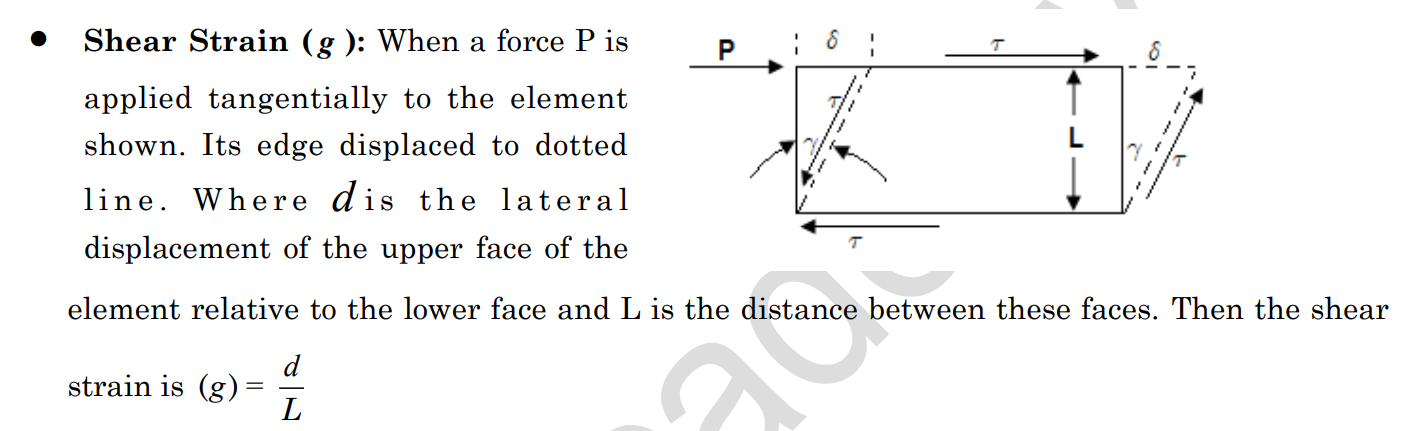 • Shear Strain (g ): When a force P is
applied tangentially to the element
shown. Its edge displaced to dotted
line. Where d is the lateral
displacement of the upper face of the
P
δ
τ
δ
τ
γ
L
γ
τ
τ
element relative to the lower face and L is the distance between these faces. Then the shear
strain is (g) = d/L